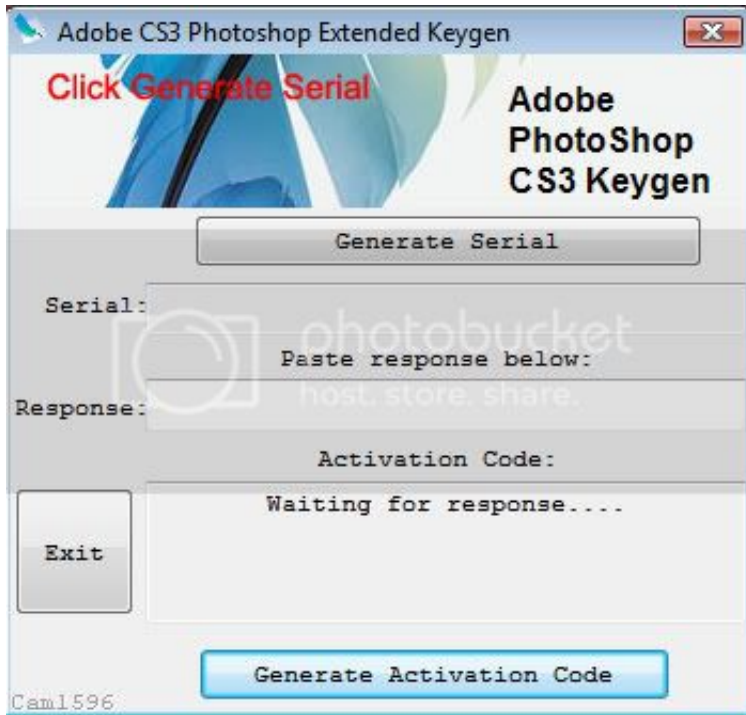 Adobe CS3 Photoshop Extended Keygen
Click Generate Serial
Adobe
PhotoShop
CS3 Keygen
Generate Serial
Serial:
photobucket
Paste response below:
host. store. share.
Response:
Activation Code:
Waiting for response....
Exit
Generate Activation Code
Cam1596